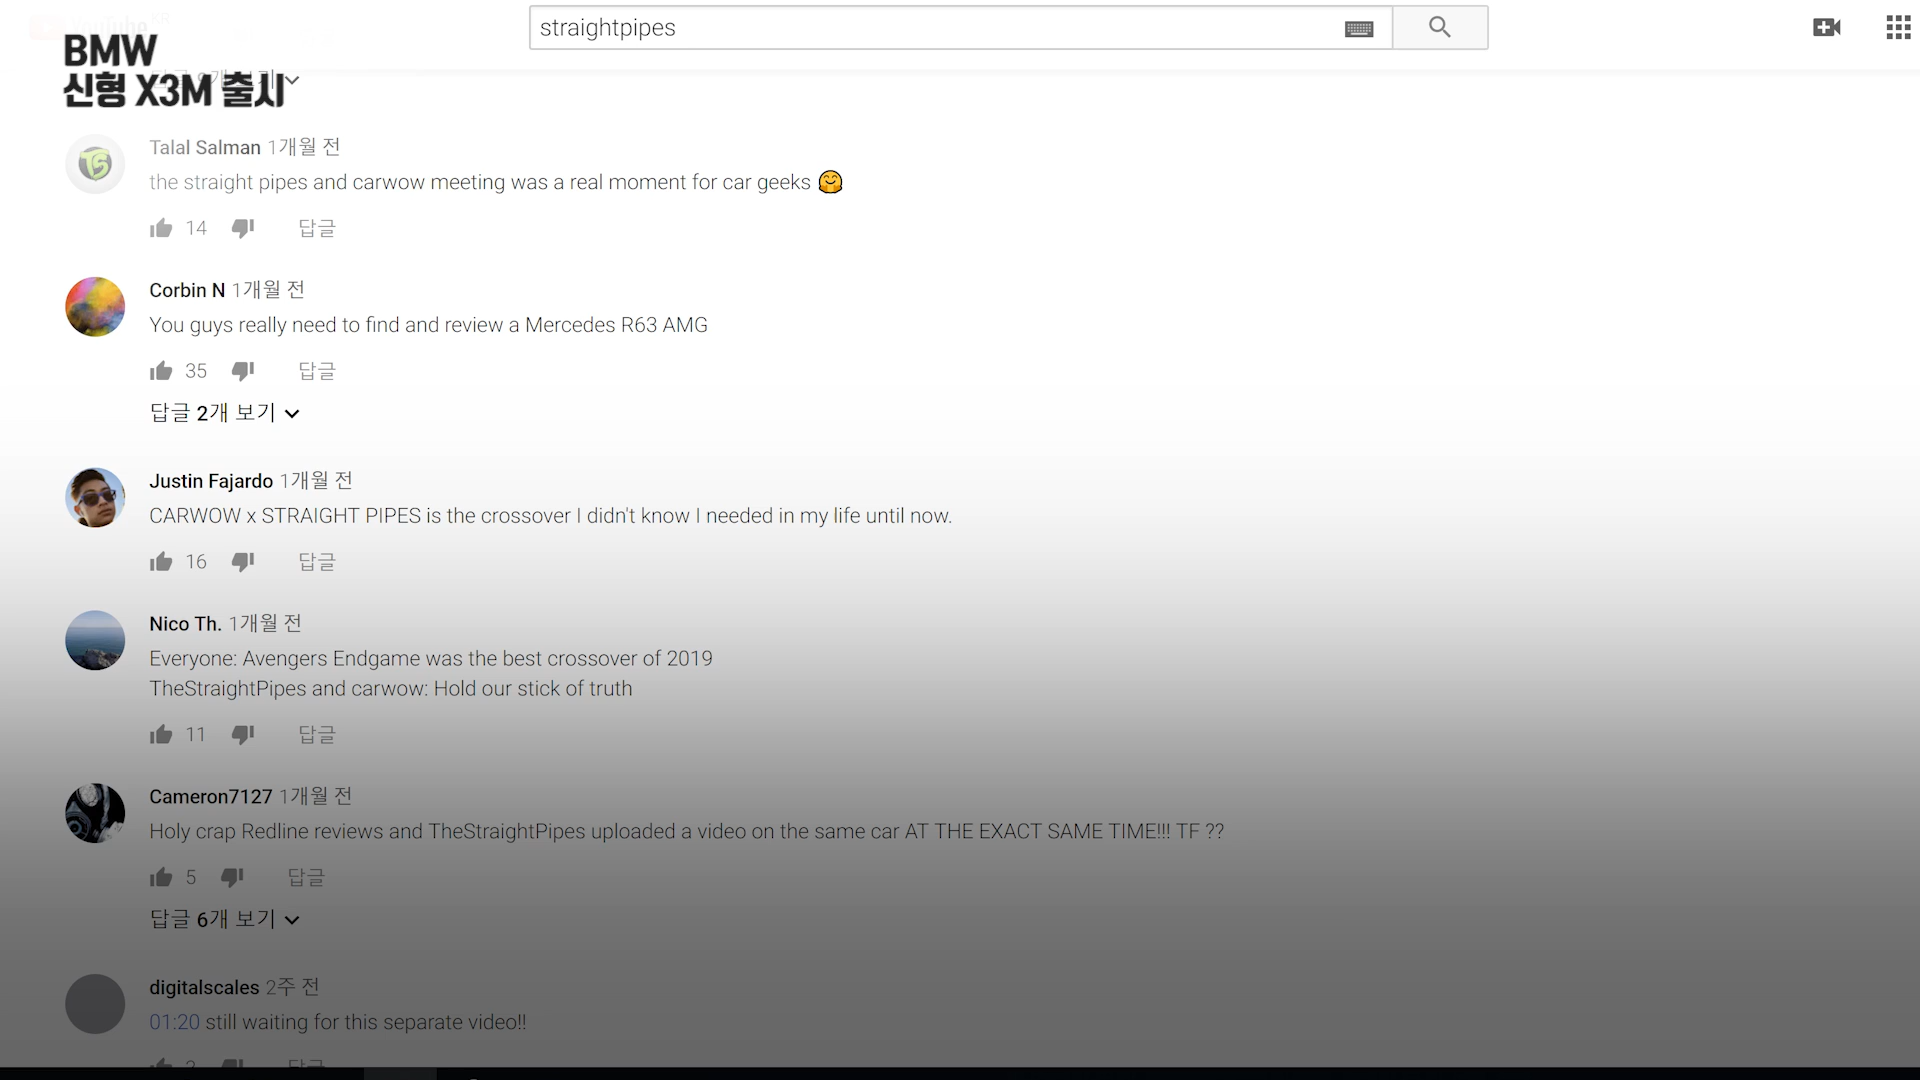 YouTube KR
straightpipes
BMW
신형 X3M 출시
Talal Salman 1개월 전
the straight pipes and carwow meeting was a real moment for car geeks 🤗
14 답글
Corbin N 1개월 전
You guys really need to find and review a Mercedes R63 AMG
35 답글
답글 2개 보기
Justin Fajardo 1개월 전
CARWOW x STRAIGHT PIPES is the crossover I didn't know I needed in my life until now.
16 답글
Nico Th. 1개월 전
Everyone: Avengers Endgame was the best crossover of 2019
TheStraightPipes and carwow: Hold our stick of truth
11 답글
Cameron7127 1개월 전
Holy crap Redline reviews and TheStraightPipes uploaded a video on the same car AT THE EXACT SAME TIME!!! TF ??
5 답글
답글 6개 보기
digitalscales 2주 전
01:20 still waiting for this separate video!!
답글